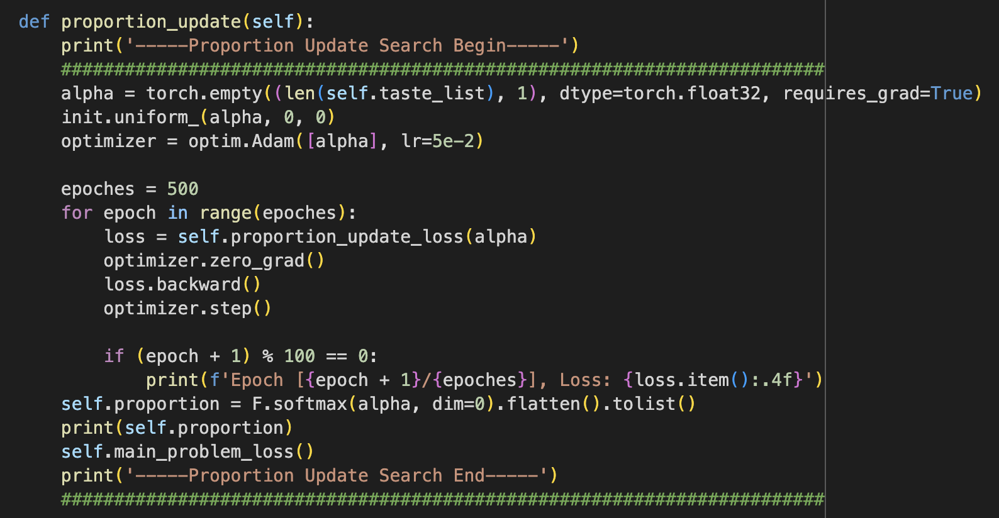 def proportion_update(self):
    print('-----Proportion Update Search Begin-----')
    ########################################################################
    alpha = torch.empty((len(self.taste_list), 1), dtype=torch.float32, requires_grad=True)
    init.uniform_(alpha, 0, 0)
    optimizer = optim.Adam([alpha], lr=5e-2)

    epoches = 500
    for epoch in range(epoches):
        loss = self.proportion_update_loss(alpha)
        optimizer.zero_grad()
        loss.backward()
        optimizer.step()

        if (epoch + 1) % 100 == 0:
            print(f'Epoch [{epoch + 1}/{epoches}], Loss: {loss.item():.4f}')
    self.proportion = F.softmax(alpha, dim=0).flatten().tolist()
    print(self.proportion)
    self.main_problem_loss()
    print('-----Proportion Update Search End-----')
    ########################################################################